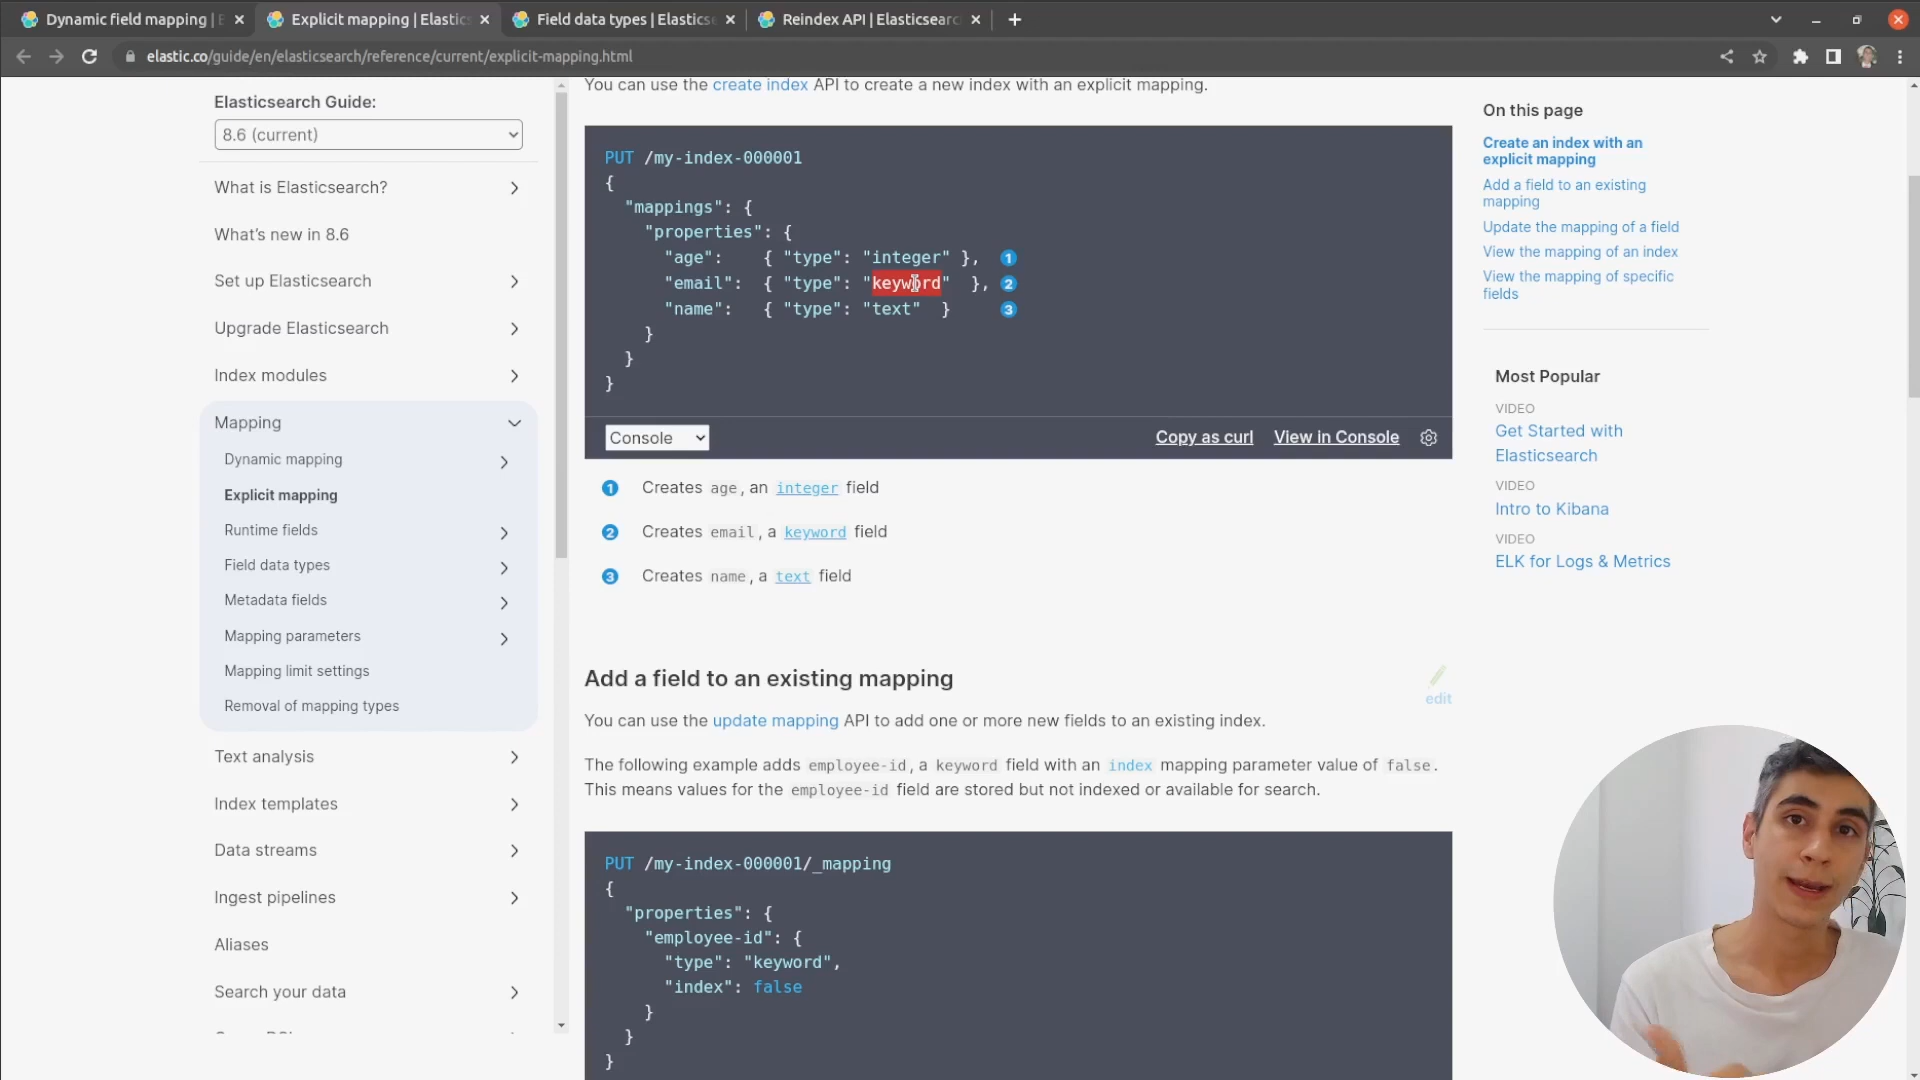 Dynamic field mapping |
Explicit mapping | Elastics
Field data types | Elasticse
Reindex API | Elasticsearc
elastic.co/guide/en/elasticsearch/reference/current/explicit-mapping.html
Elasticsearch Guide:
8.6 (current)
What is Elasticsearch?
What's new in 8.6
Set up Elasticsearch
Upgrade Elasticsearch
Index modules
Mapping
Dynamic mapping
Explicit mapping
Runtime fields
Field data types
Metadata fields
Mapping parameters
Mapping limit settings
Removal of mapping types
Text analysis
Index templates
Data streams
Ingest pipelines
Aliases
Search your data
You can use the create index API to create a new index with an explicit mapping.
PUT /my-index-000001
{
"mappings": {
"properties": {
"age": { "type": "integer" }, 1
"email": { "type": "keyword" }, 2
"name": { "type": "text" } 3
}
}
}
Console
Copy as curl View in Console
1 Creates age, an integer field
2 Creates email, a keyword field
3 Creates name, a text field
Add a field to an existing mapping
edit
You can use the update mapping API to add one or more new fields to an existing index.
The following example adds employee-id, a keyword field with an index mapping parameter value of false.
This means values for the employee-id field are stored but not indexed or available for search.
PUT /my-index-000001/_mapping
{
"properties": {
"employee-id": {
"type": "keyword",
"index": false
}
}
}
On this page
Create an index with an
explicit mapping
Add a field to an existing
mapping
Update the mapping of a field
View the mapping of an index
View the mapping of specific
fields
Most Popular
VIDEO
Get Started with
Elasticsearch
VIDEO
Intro to Kibana
VIDEO
ELK for Logs & Metrics